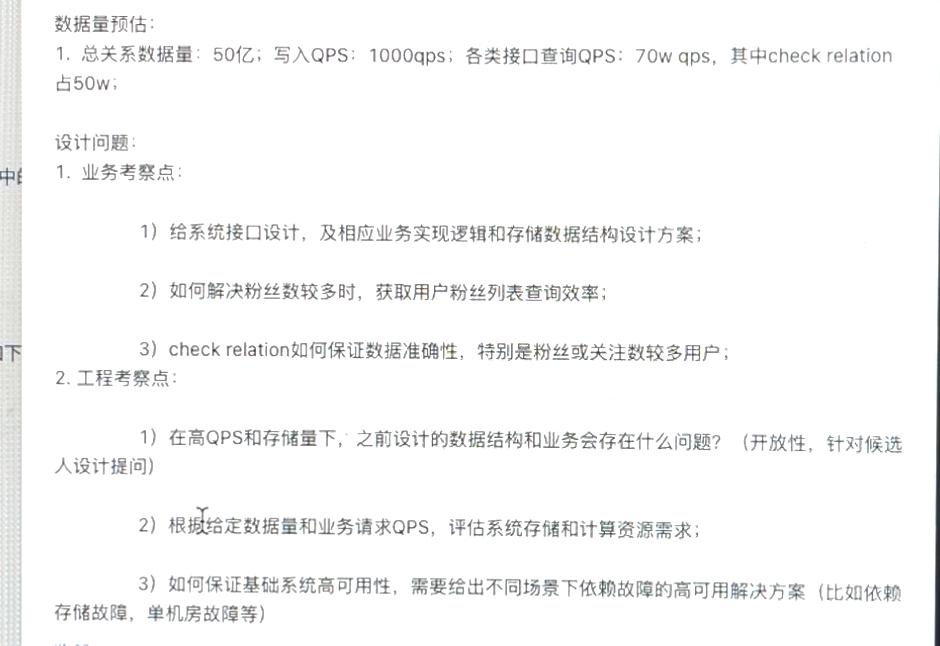 数据量预估：
1. 总关系数据量：50亿；写入QPS：1000qps；各类接口查询QPS：70w qps，其中check relation
占50w；
设计问题：
1. 业务考察点：
中的
1）给系统接口设计，及相应业务实现逻辑和存储数据结构设计方案；
2）如何解决粉丝数较多时，获取用户粉丝列表查询效率；
如下
3）check relation如何保证数据准确性，特别是粉丝或关注数较多用户；
2. 工程考察点：
1）在高QPS和存储量下，之前设计的数据结构和业务会存在什么问题？（开放性，针对候选
人设计提问）
2）根据给定数据量和业务请求QPS，评估系统存储和计算资源需求；
3）如何保证基础系统高可用性，需要给出不同场景下依赖故障的高可用解决方案（比如依赖
存储故障，单机房故障等）